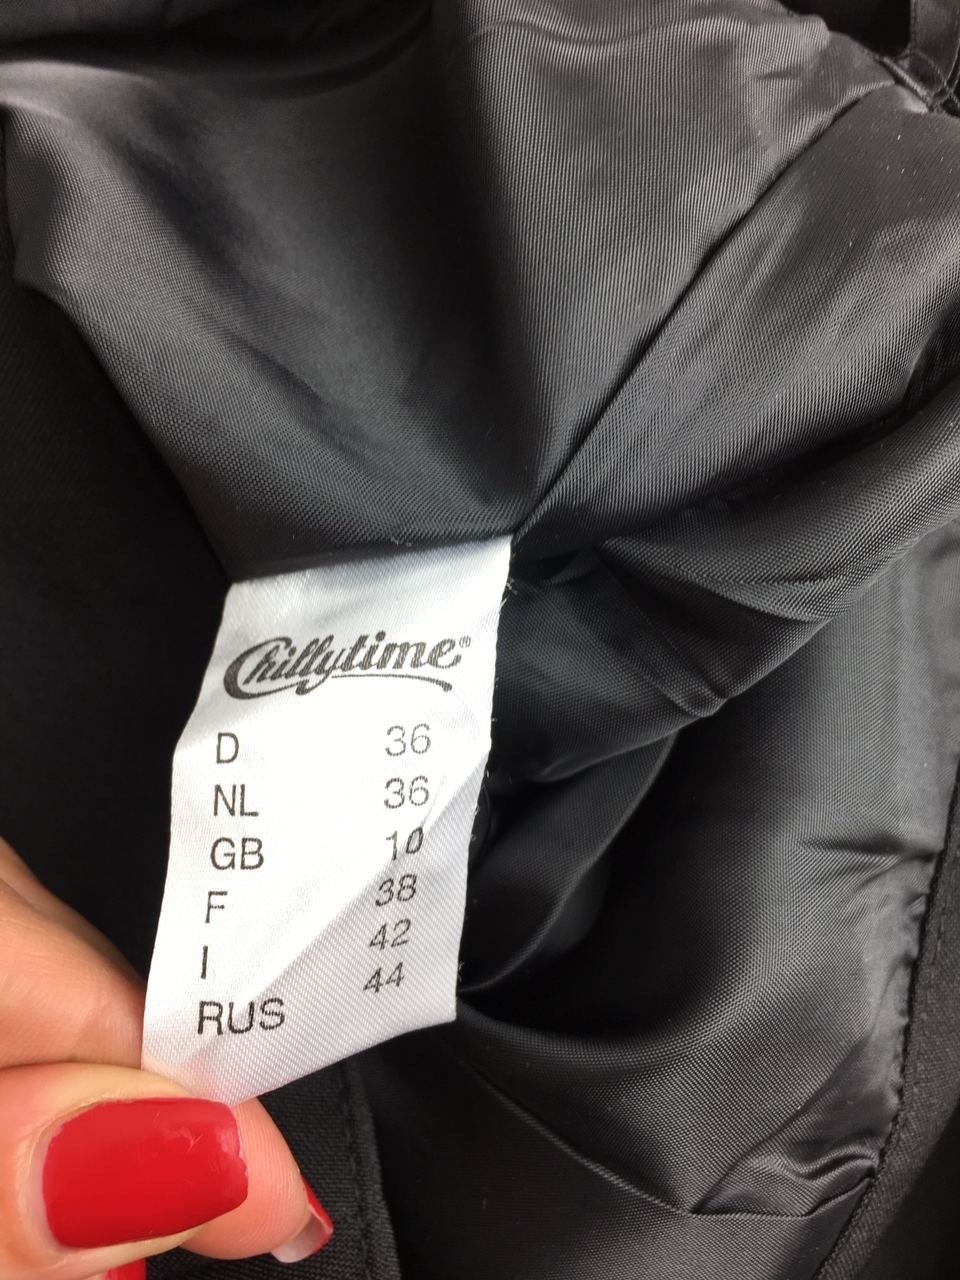 Chillytime®
D 36
NL 36
GB 10
F 38
I 42
RUS 44